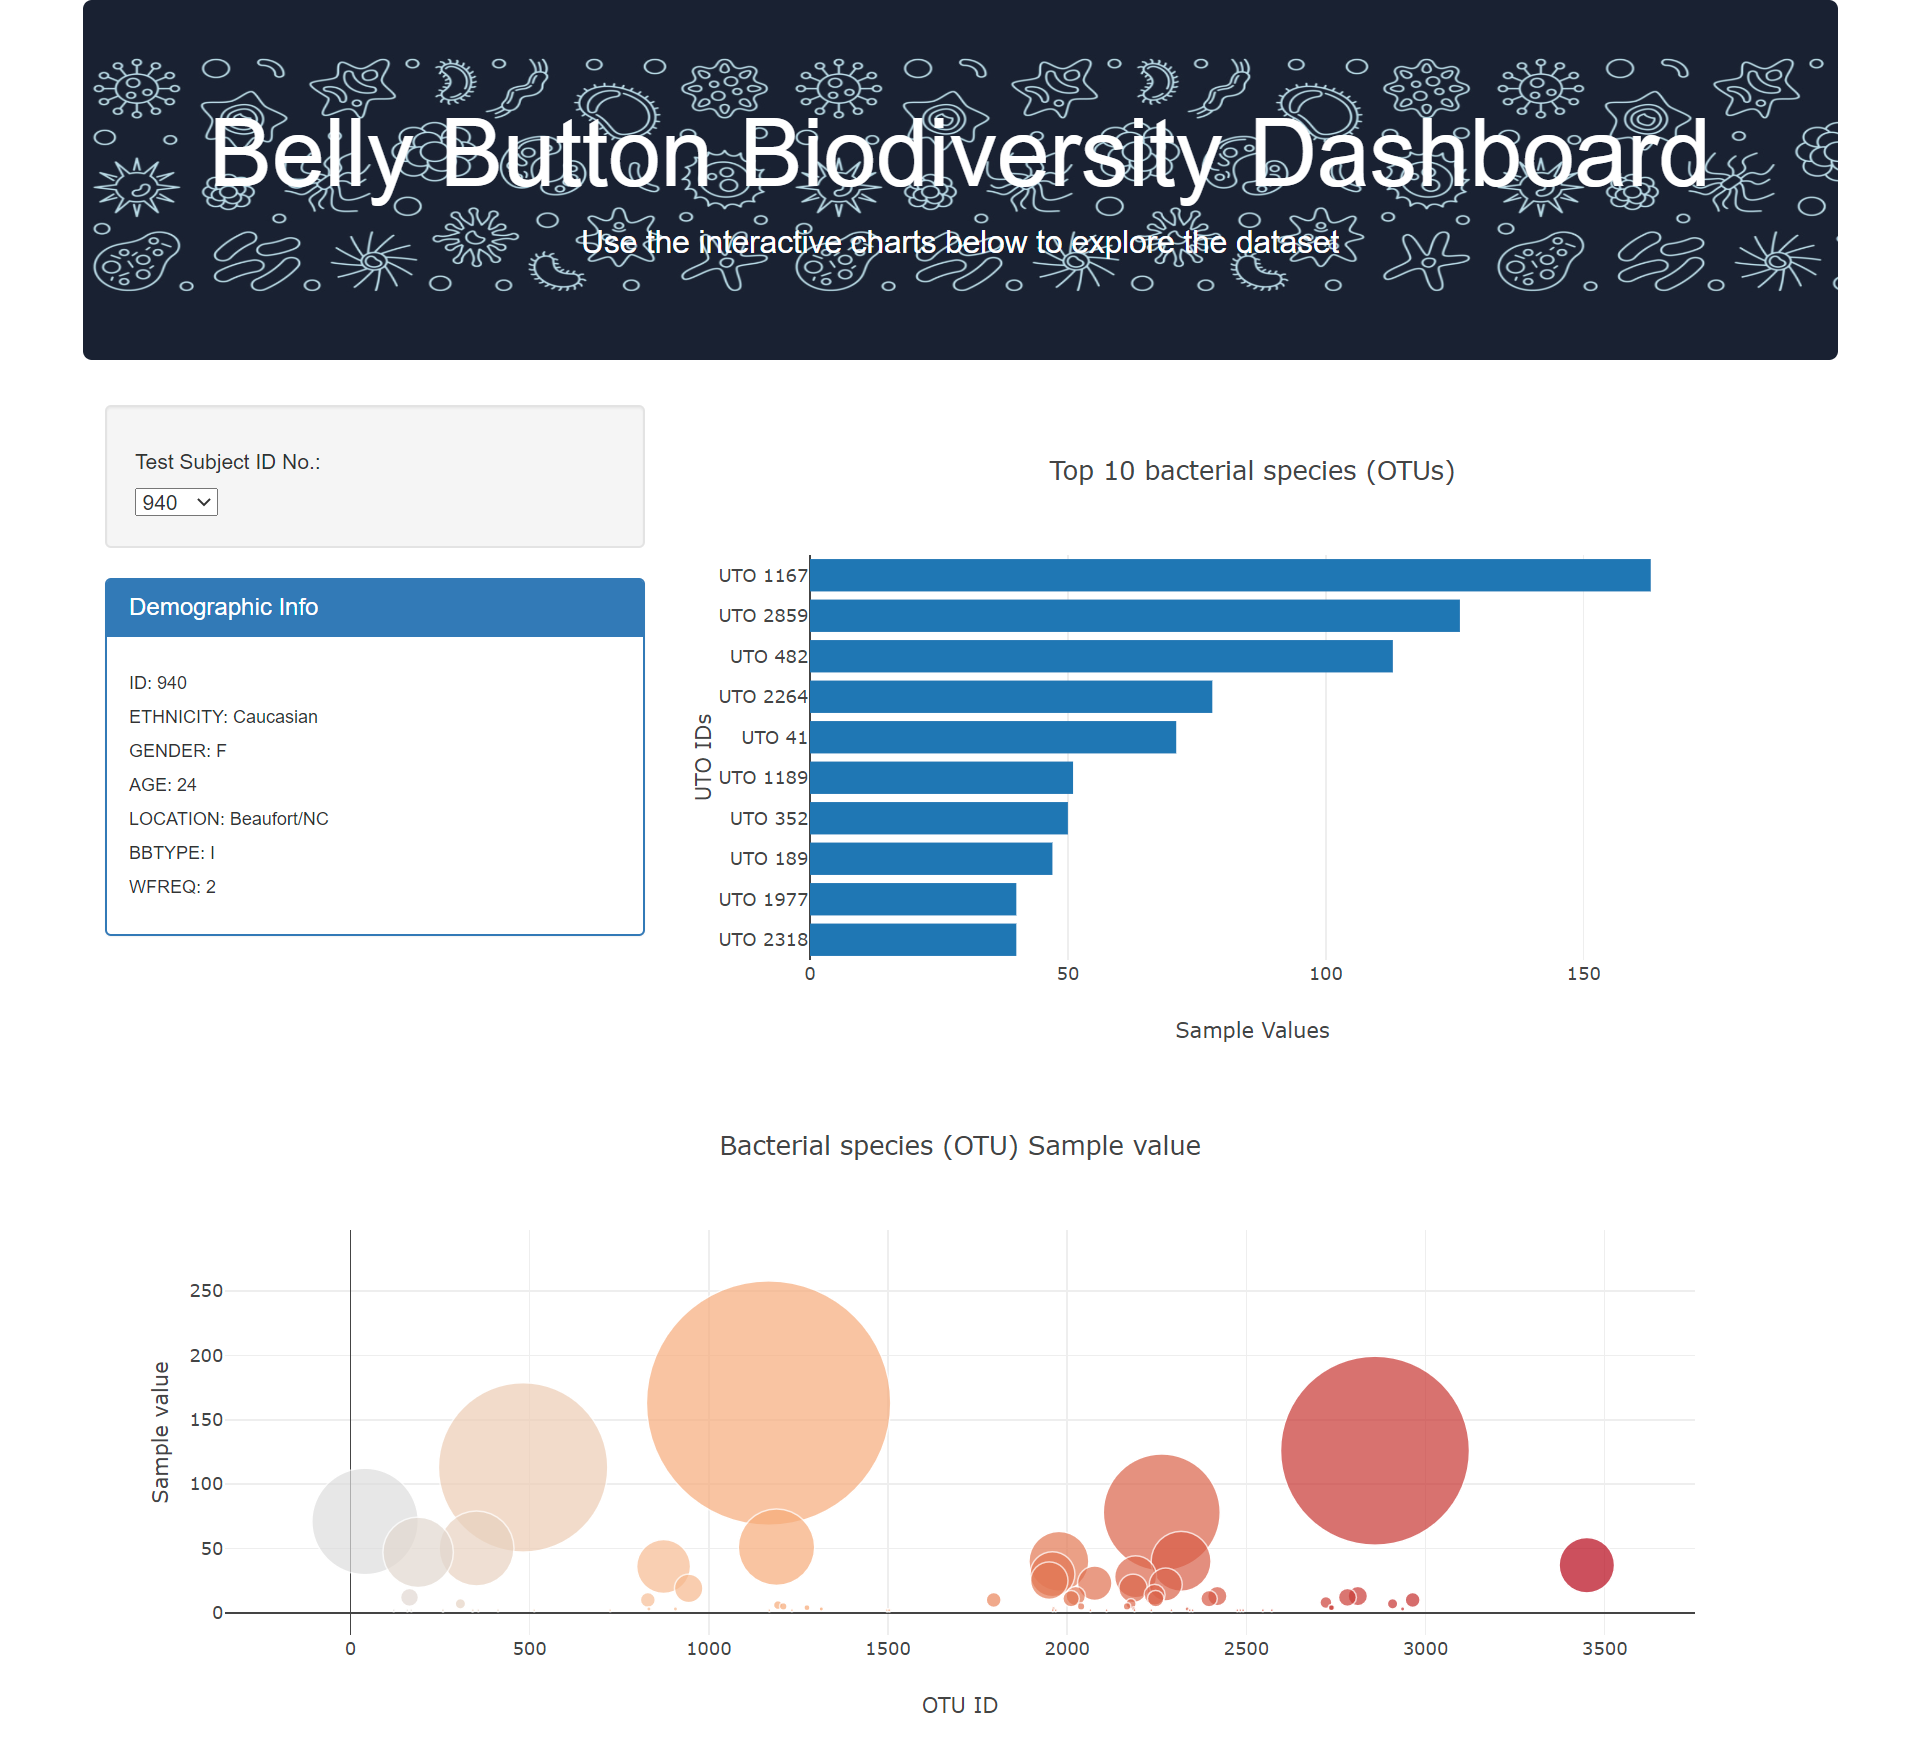 Belly Button Biodiversity Dashboard
Use the interactive charts below to explore the dataset
Test Subject ID No.:
940
Demographic Info
ID: 940
ETHNICITY: Caucasian
GENDER: F
AGE: 24
LOCATION: Beaufort/NC
BBTYPE: I
WFREQ: 2
Top 10 bacterial species (OTUs)
UTO IDs
UTO 1167
UTO 2859
UTO 482
UTO 2264
UTO 41
UTO 1189
UTO 352
UTO 189
UTO 1977
UTO 2318
0 50 100 150
Sample Values
Bacterial species (OTU) Sample value
Sample value
250
200
150
100
50
0
0 500 1000 1500 2000 2500 3000 3500
OTU ID